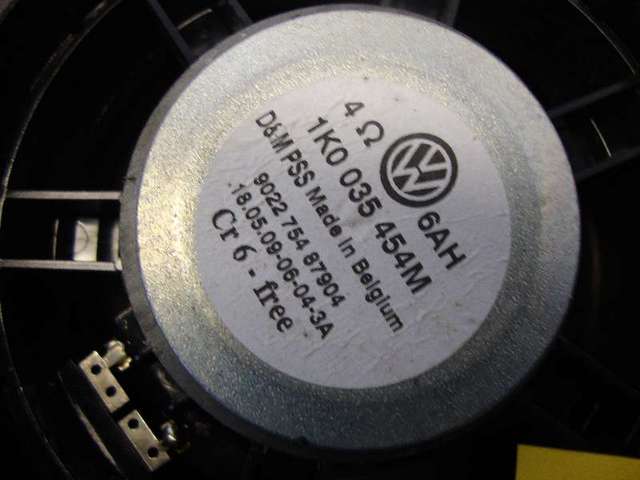 4 Ω
VW 6AH
1K0 035 454M
D&M PSS Made In Belgium
9022 754 87904
.18.05.09-06-04-3A
Cr 6 - free